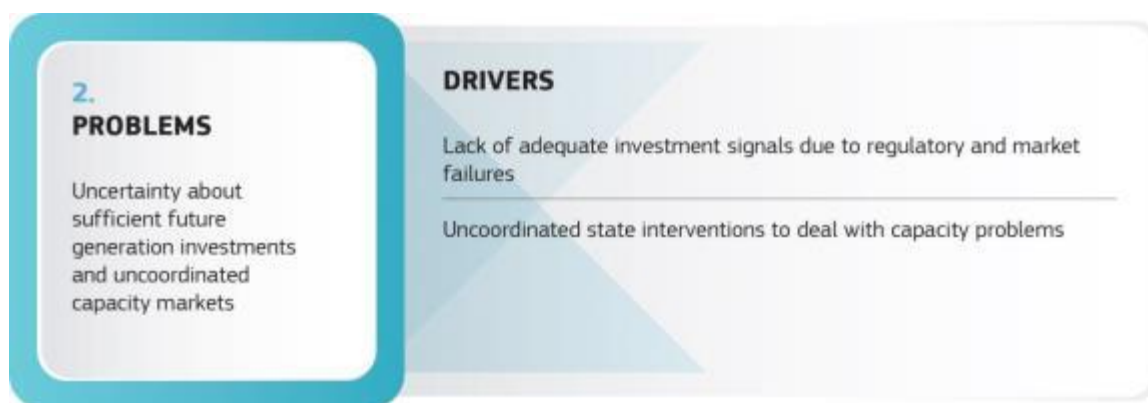 2.
PROBLEMS
Uncertainty about
sufficient future
generation investments
and uncoordinated
capacity markets
DRIVERS
Lack of adequate investment signals due to regulatory and market
failures
Uncoordinated state interventions to deal with capacity problems